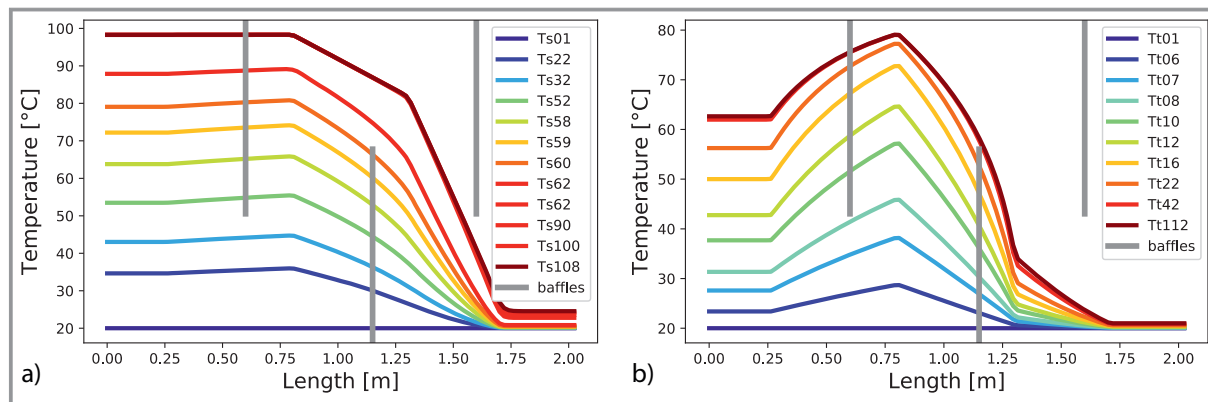 100
90
80
70
60
50
40
30
20
0.00 0.25 0.50 0.75 1.00 1.25 1.50 1.75 2.00
Temperature [°C]
Length [m]
a)
Ts01
Ts22
Ts32
Ts52
Ts58
Ts59
Ts60
Ts62
Ts62
Ts90
Ts100
Ts108
baffles
80
70
60
50
40
30
20
0.00 0.25 0.50 0.75 1.00 1.25 1.50 1.75 2.00
Temperature [°C]
Length [m]
b)
Tt01
Tt06
Tt07
Tt08
Tt10
Tt12
Tt16
Tt22
Tt42
Tt112
baffles